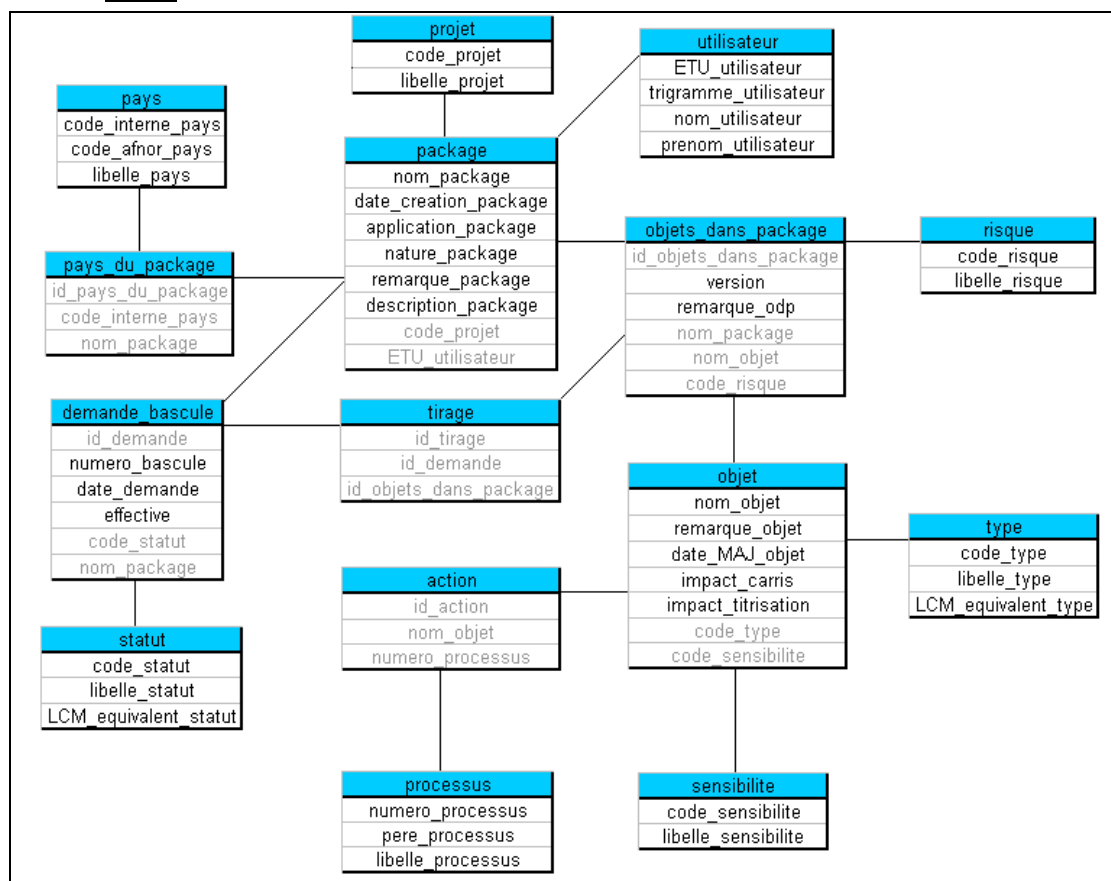 projet
code_projet
libelle_projet
utilisateur
ETU_utilisateur
trigramme_utilisateur
nom_utilisateur
prenom_utilisateur
pays
code_interne_pays
code_afnor_pays
libelle_pays
package
nom_package
date_creation_package
application_package
nature_package
remarque_package
description_package
code_projet
ETU_utilisateur
objets_dans_package
id_objets_dans_package
version
remarque_odp
nom_package
nom_objet
code_risque
risque
code_risque
libelle_risque
pays_du_package
id_pays_du_package
code_interne_pays
nom_package
demande_bascule
id_demande
numero_bascule
date_demande
effective
code_statut
nom_package
tirage
id_tirage
id_demande
id_objets_dans_package
objet
nom_objet
remarque_objet
date_MAJ_objet
impact_carris
impact_titrisation
code_type
code_sensibilite
type
code_type
libelle_type
LCM_equivalent_type
action
id_action
nom_objet
numero_processus
statut
code_statut
libelle_statut
LCM_equivalent_statut
processus
numero_processus
pere_processus
libelle_processus
sensibilite
code_sensibilite
libelle_sensibilite